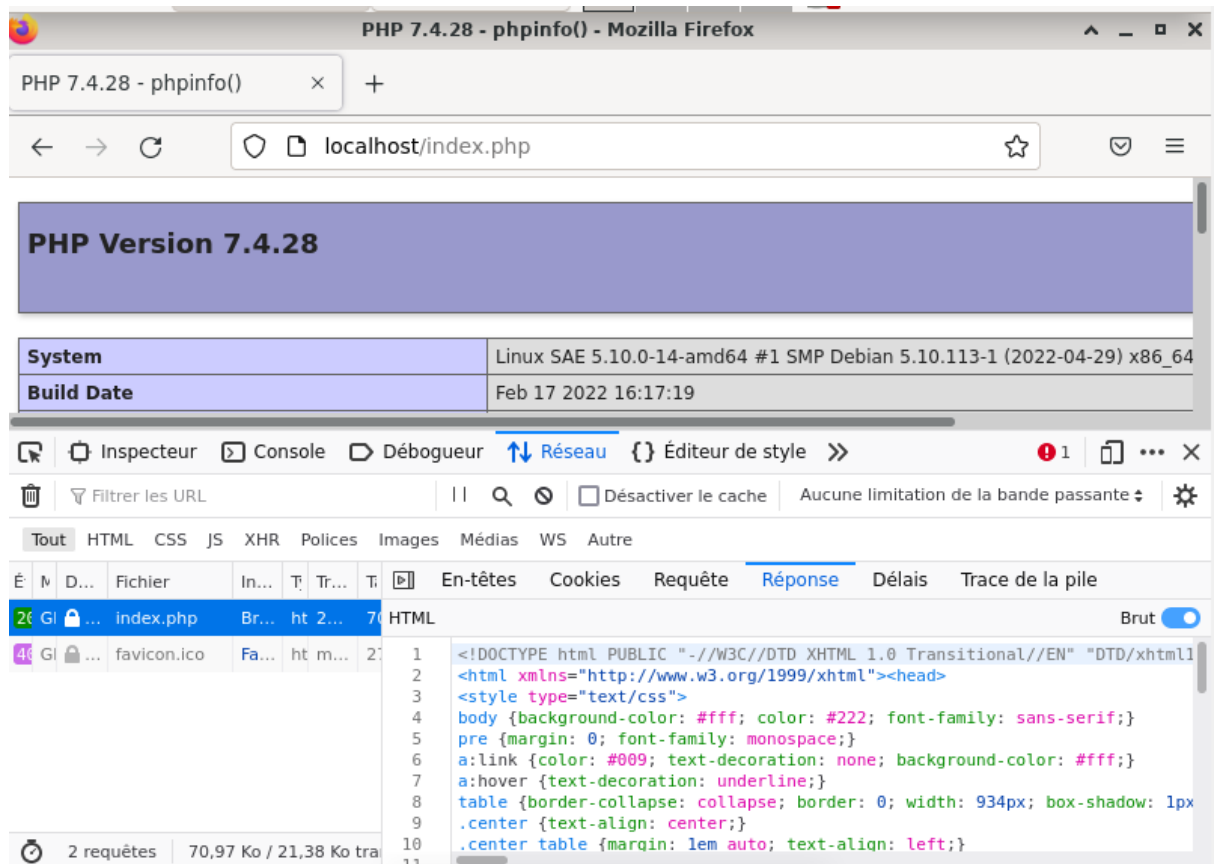 PHP 7.4.28 - phpinfo() - Mozilla Firefox
PHP 7.4.28 - phpinfo()
localhost/index.php
PHP Version 7.4.28
System Linux SAE 5.10.0-14-amd64 #1 SMP Debian 5.10.113-1 (2022-04-29) x86_64
Build Date Feb 17 2022 16:17:19
Inspecteur Console Débogueur Réseau {} Éditeur de style 1
Filtrer les URL Désactiver le cache Aucune limitation de la bande passante
Tout HTML CSS JS XHR Polices Images Médias WS Autre
D... Fichier In... Tr... En-têtes Cookies Requête Réponse Délais Trace de la pile
... index.php Br... ht 2... HTML Brut
... favicon.ico Fa... ht m...
1 <!DOCTYPE html PUBLIC "-//W3C//DTD XHTML 1.0 Transitional//EN" "DTD/xhtml1
2 <html xmlns="http://www.w3.org/1999/xhtml"><head>
3 <style type="text/css">
4 body {background-color: #fff; color: #222; font-family: sans-serif;}
5 pre {margin: 0; font-family: monospace;}
6 a:link {color: #009; text-decoration: none; background-color: #fff;}
7 a:hover {text-decoration: underline;}
8 table {border-collapse: collapse; border: 0; width: 934px; box-shadow: 1px
9 .center {text-align: center;}
10 .center table {margin: 1em auto; text-align: left;}
2 requêtes 70,97 Ko / 21,38 Ko tra